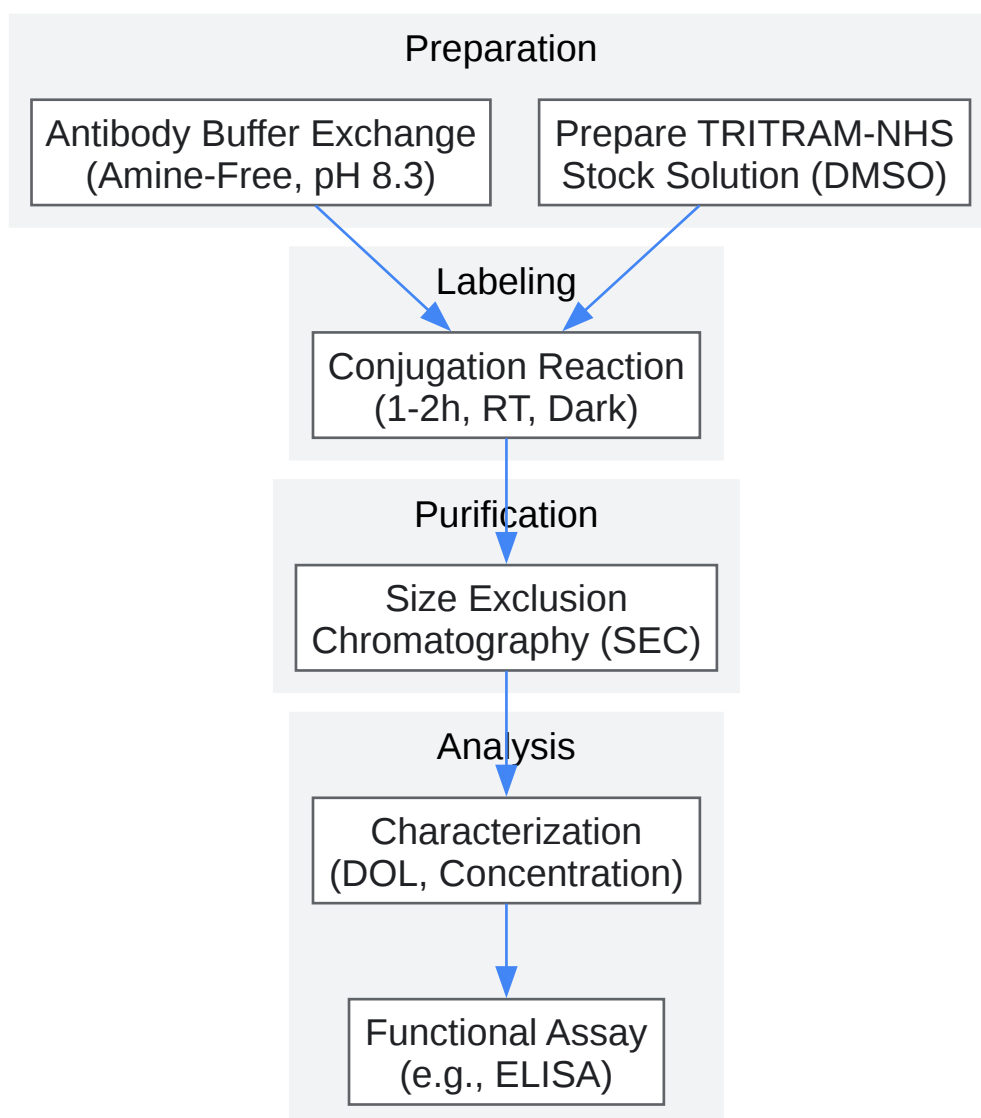 Preparation
Antibody Buffer Exchange
(Amine-Free, pH 8.3)
Prepare TRITRAM-NHS
Stock Solution (DMSO)
Labeling
Conjugation Reaction
(1-2h, RT, Dark)
Purification
Size Exclusion
Chromatography (SEC)
Analysis
Characterization
(DOL, Concentration)
Functional Assay
(e.g., ELISA)